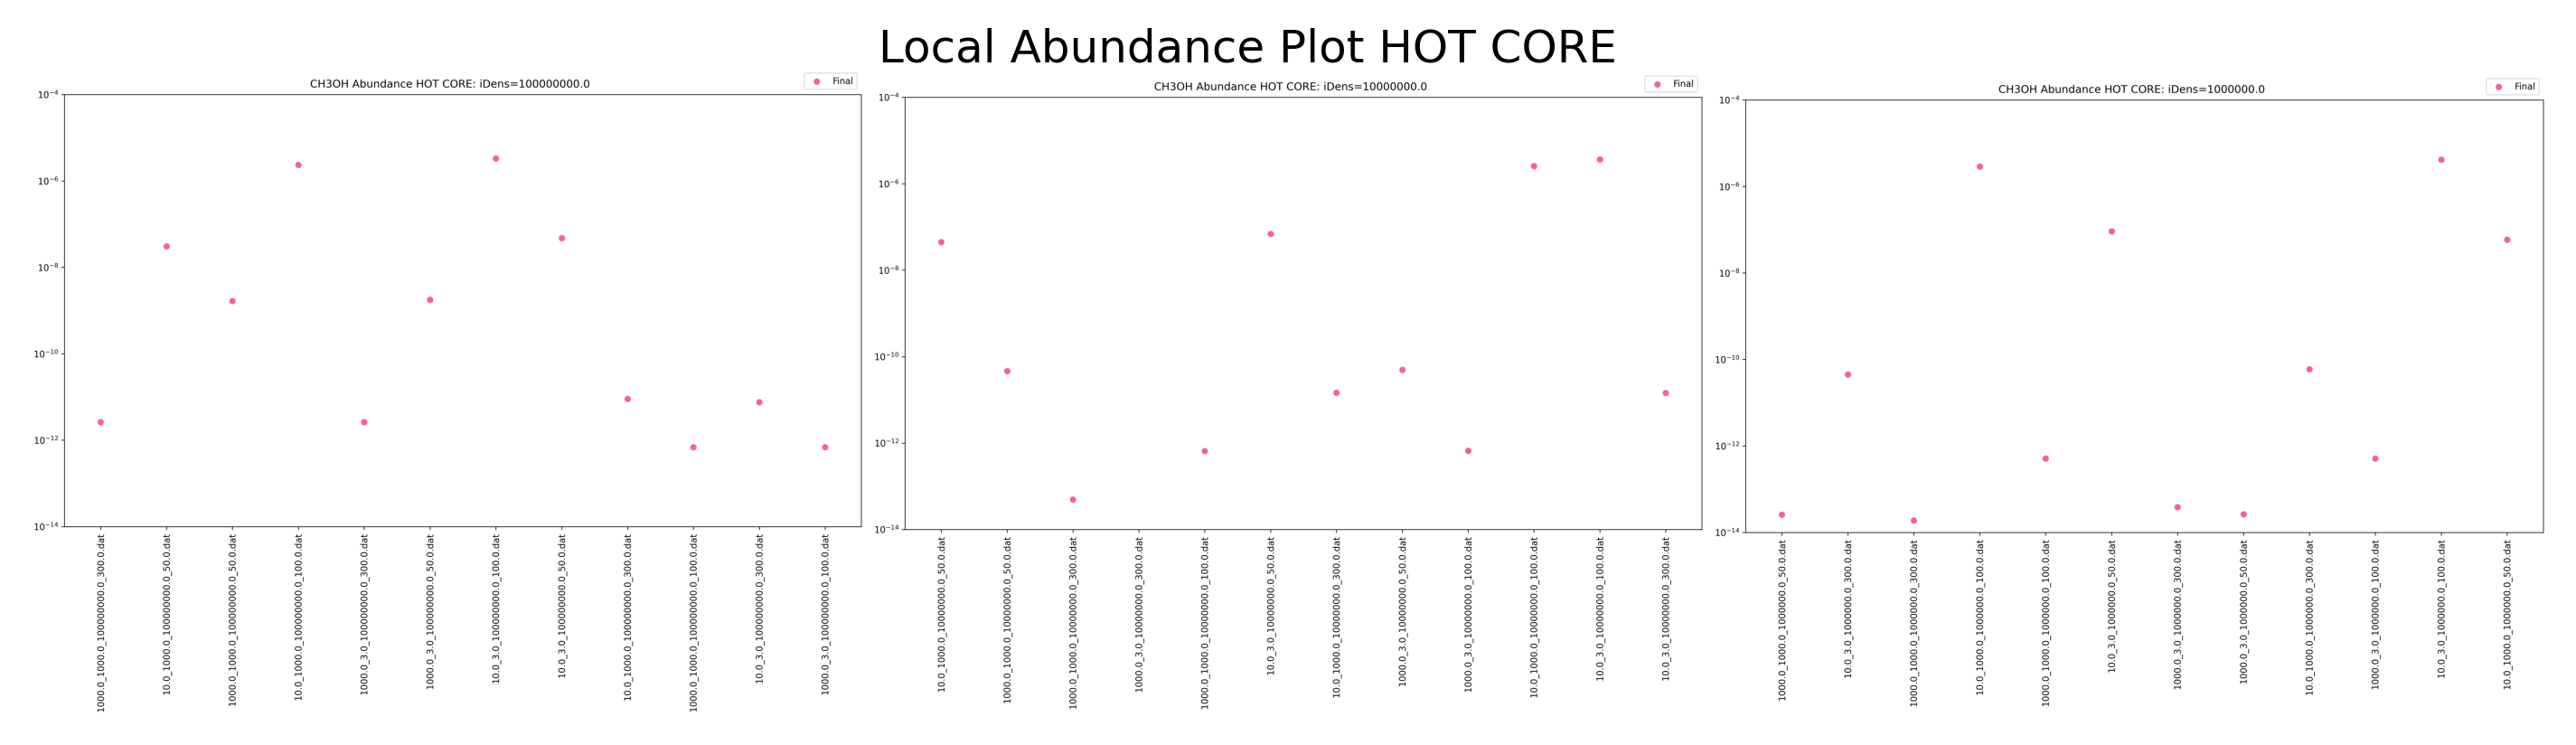 Local Abundance Plot HOT CORE
CH3OH Abundance HOT CORE: iDens=100000000.0
Final
10⁻⁴
10⁻⁶
10⁻⁸
10⁻¹⁰
10⁻¹²
10⁻¹⁴
1000.0_1000.0_100000000.0_300.0.dat
10.0_1000.0_100000000.0_50.0.dat
1000.0_1000.0_100000000.0_50.0.dat
10.0_1000.0_100000000.0_100.0.dat
1000.0_3.0_100000000.0_300.0.dat
1000.0_3.0_100000000.0_50.0.dat
10.0_3.0_100000000.0_100.0.dat
10.0_3.0_100000000.0_50.0.dat
10.0_1000.0_100000000.0_300.0.dat
1000.0_1000.0_100000000.0_100.0.dat
10.0_3.0_100000000.0_300.0.dat
1000.0_3.0_100000000.0_100.0.dat
CH3OH Abundance HOT CORE: iDens=10000000.0
Final
10⁻⁴
10⁻⁶
10⁻⁸
10⁻¹⁰
10⁻¹²
10⁻¹⁴
10.0_1000.0_10000000.0_50.0.dat
1000.0_1000.0_10000000.0_50.0.dat
1000.0_1000.0_10000000.0_300.0.dat
1000.0_3.0_10000000.0_300.0.dat
1000.0_1000.0_10000000.0_100.0.dat
10.0_3.0_10000000.0_50.0.dat
10.0_1000.0_10000000.0_300.0.dat
1000.0_3.0_10000000.0_50.0.dat
1000.0_3.0_10000000.0_100.0.dat
10.0_1000.0_10000000.0_100.0.dat
10.0_3.0_10000000.0_100.0.dat
10.0_3.0_10000000.0_300.0.dat
CH3OH Abundance HOT CORE: iDens=1000000.0
Final
10⁻⁴
10⁻⁶
10⁻⁸
10⁻¹⁰
10⁻¹²
10⁻¹⁴
1000.0_1000.0_1000000.0_50.0.dat
10.0_3.0_1000000.0_300.0.dat
1000.0_1000.0_1000000.0_300.0.dat
10.0_1000.0_1000000.0_100.0.dat
1000.0_1000.0_1000000.0_100.0.dat
10.0_3.0_1000000.0_50.0.dat
1000.0_3.0_1000000.0_300.0.dat
1000.0_3.0_1000000.0_50.0.dat
10.0_1000.0_1000000.0_300.0.dat
1000.0_3.0_1000000.0_100.0.dat
10.0_3.0_1000000.0_100.0.dat
10.0_1000.0_1000000.0_50.0.dat